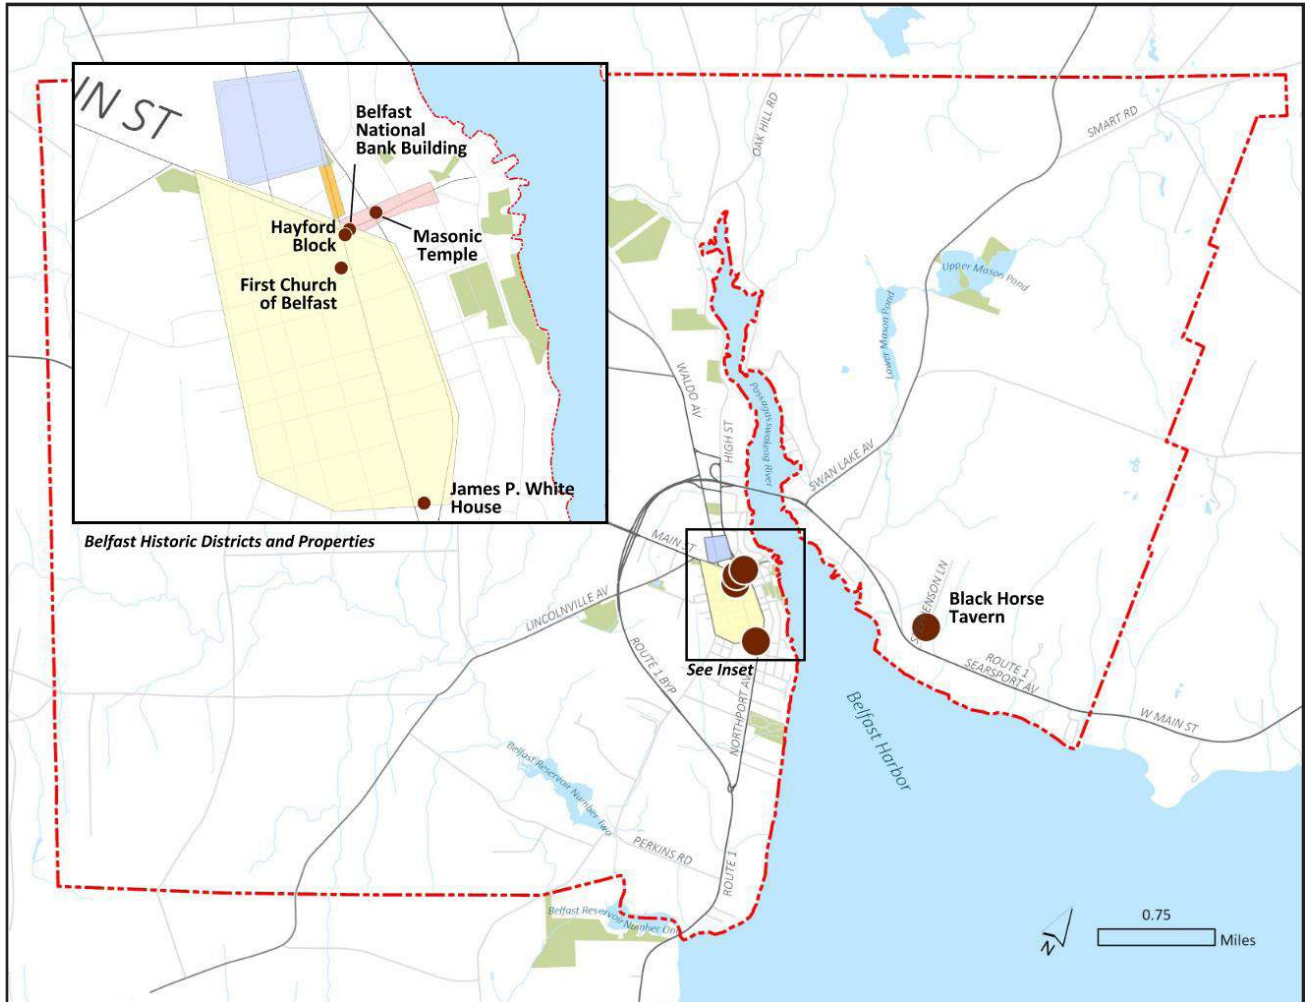 IN ST
Belfast
National
Bank Building
Hayford
Block
Masonic
Temple
First Church
of Belfast
James P. White
House
Belfast Historic Districts and Properties
OAK HILL RD
SMART RD
Upper Mason Pond
Lower Mason Pond
WALDO AV
HIGH ST
Passagassawakeag River
SWAN LAKE AV
MAIN ST
LINCOLNVILLE AV
See Inset
ROUTE 1 BYP
NORTHPORT AV
Black Horse
Tavern
ROUTE 1
SEARSPORT AV
W MAIN ST
Belfast Harbor
Belfast Reservoir Number Two
PERKINS RD
ROUTE 1
Belfast Reservoir Number One
N
0.75
Miles